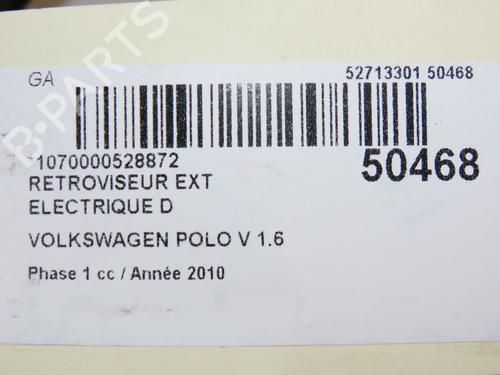 GA
52713301 50468
*1070000528872
50468
RETROVISEUR EXT
ELECTRIQUE D
VOLKSWAGEN POLO V 1.6
Phase 1 cc / Année 2010
B-PARTS